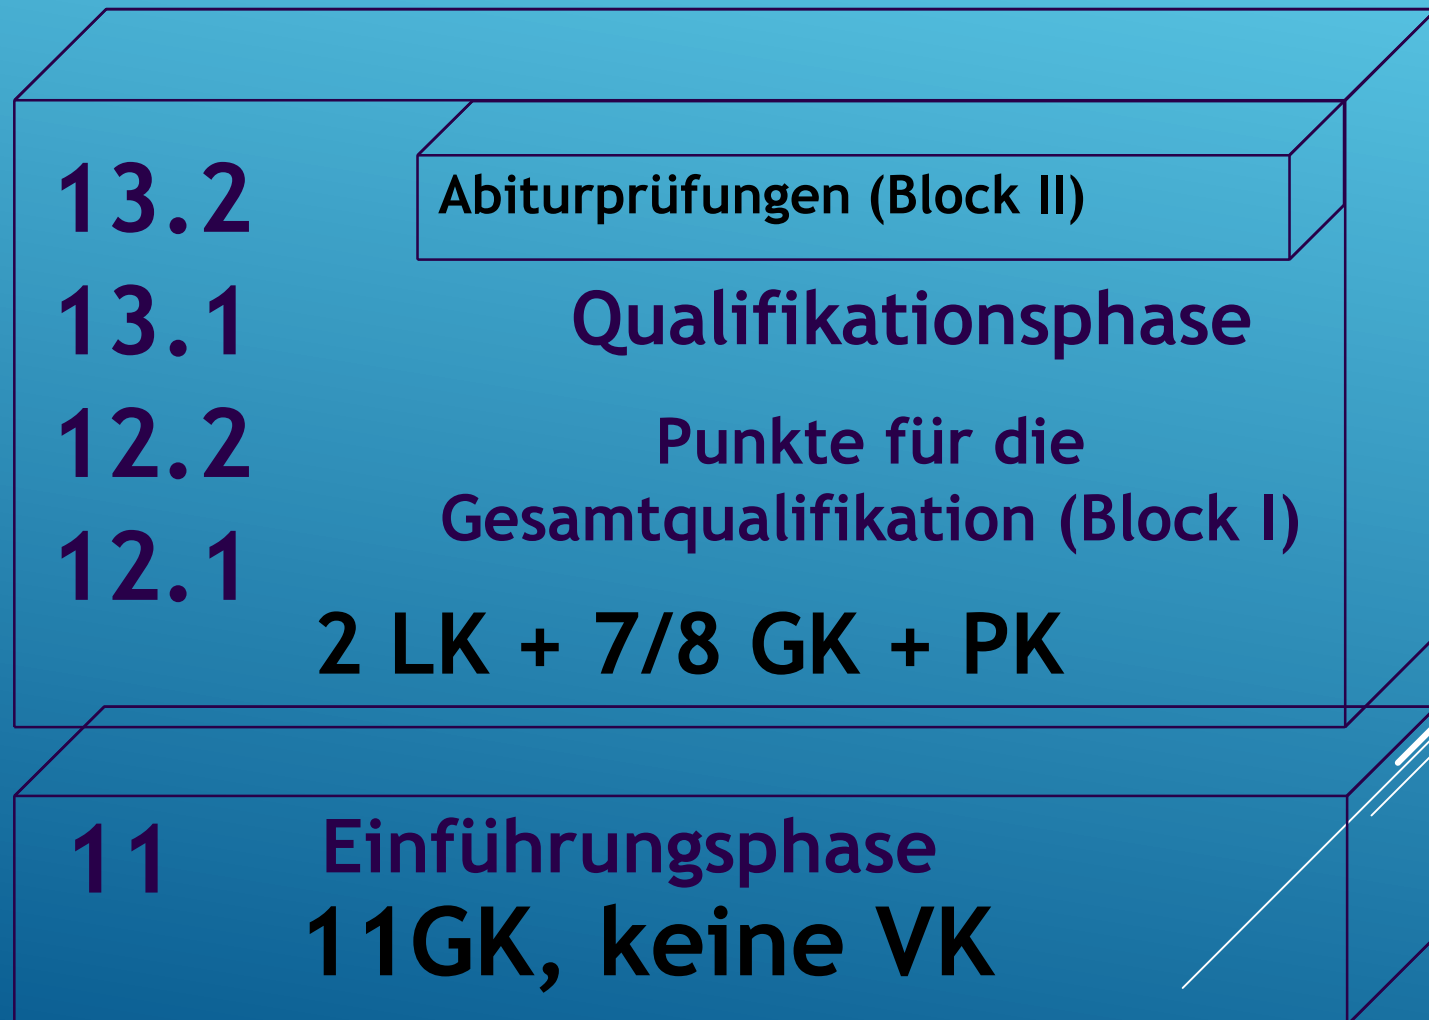 13.2
Abiturprüfungen (Block II)
13.1
Qualifikationsphase
12.2
Punkte für die
Gesamtqualifikation (Block I)
12.1
2 LK + 7/8 GK + PK
11
Einführungsphase
11GK, keine VK